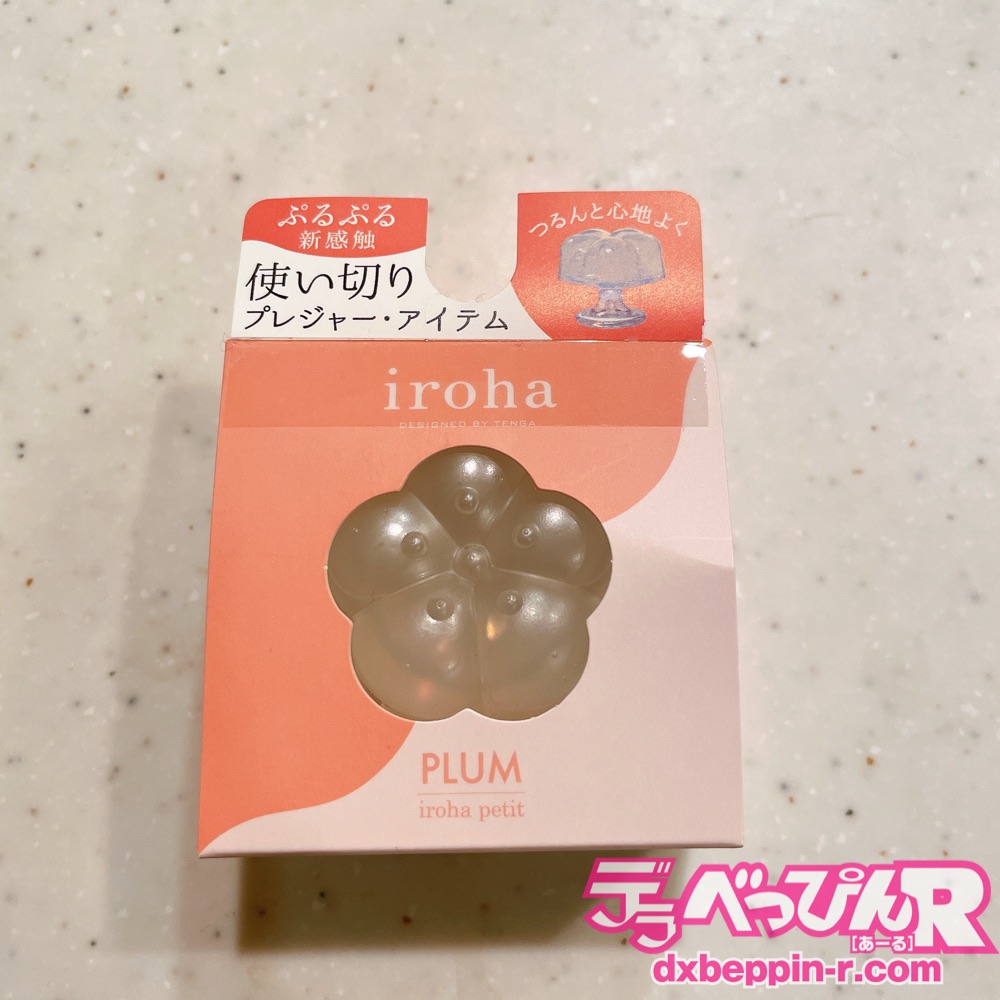 ぷるぷる
新感触
使い切り
プレジャー・アイテム
つるんと心地よく
iroha
DESIGNED BY TENGA
PLUM
iroha petit
デラべっぴんR
[あーる]
dxbeppin-r.com